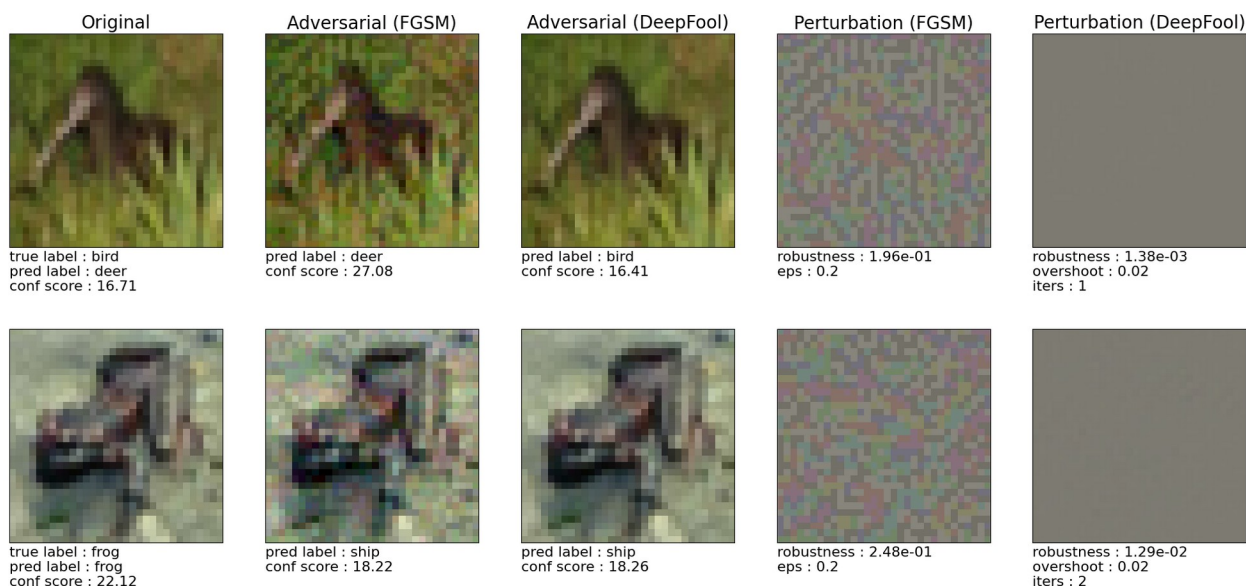 Original
Adversarial (FGSM)
Adversarial (DeepFool)
Perturbation (FGSM)
Perturbation (DeepFool)
true label : bird
pred label : deer
conf score : 16.71
pred label : deer
conf score : 27.08
pred label : bird
conf score : 16.41
robustness : 1.96e-01
eps : 0.2
robustness : 1.38e-03
overshoot : 0.02
iters : 1
true label : frog
pred label : frog
conf score : 22.12
pred label : ship
conf score : 18.22
pred label : ship
conf score : 18.26
robustness : 2.48e-01
eps : 0.2
robustness : 1.29e-02
overshoot : 0.02
iters : 2